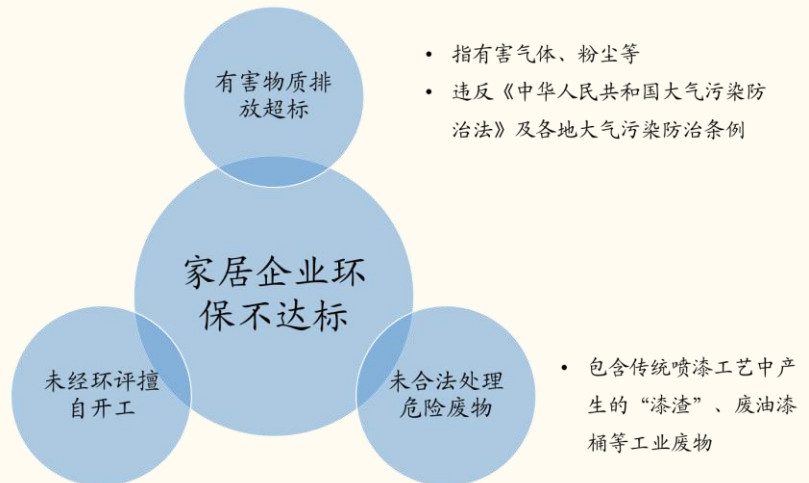 有害物质排
放超标
• 指有害气体、粉尘等
• 违反《中华人民共和国大气污染防
治法》及各地大气污染防治条例
家居企业环
保不达标
未经环评擅
自开工
未合法处理
危险废物
• 包含传统喷漆工艺中产
生的“漆渣”、废油漆
桶等工业废物